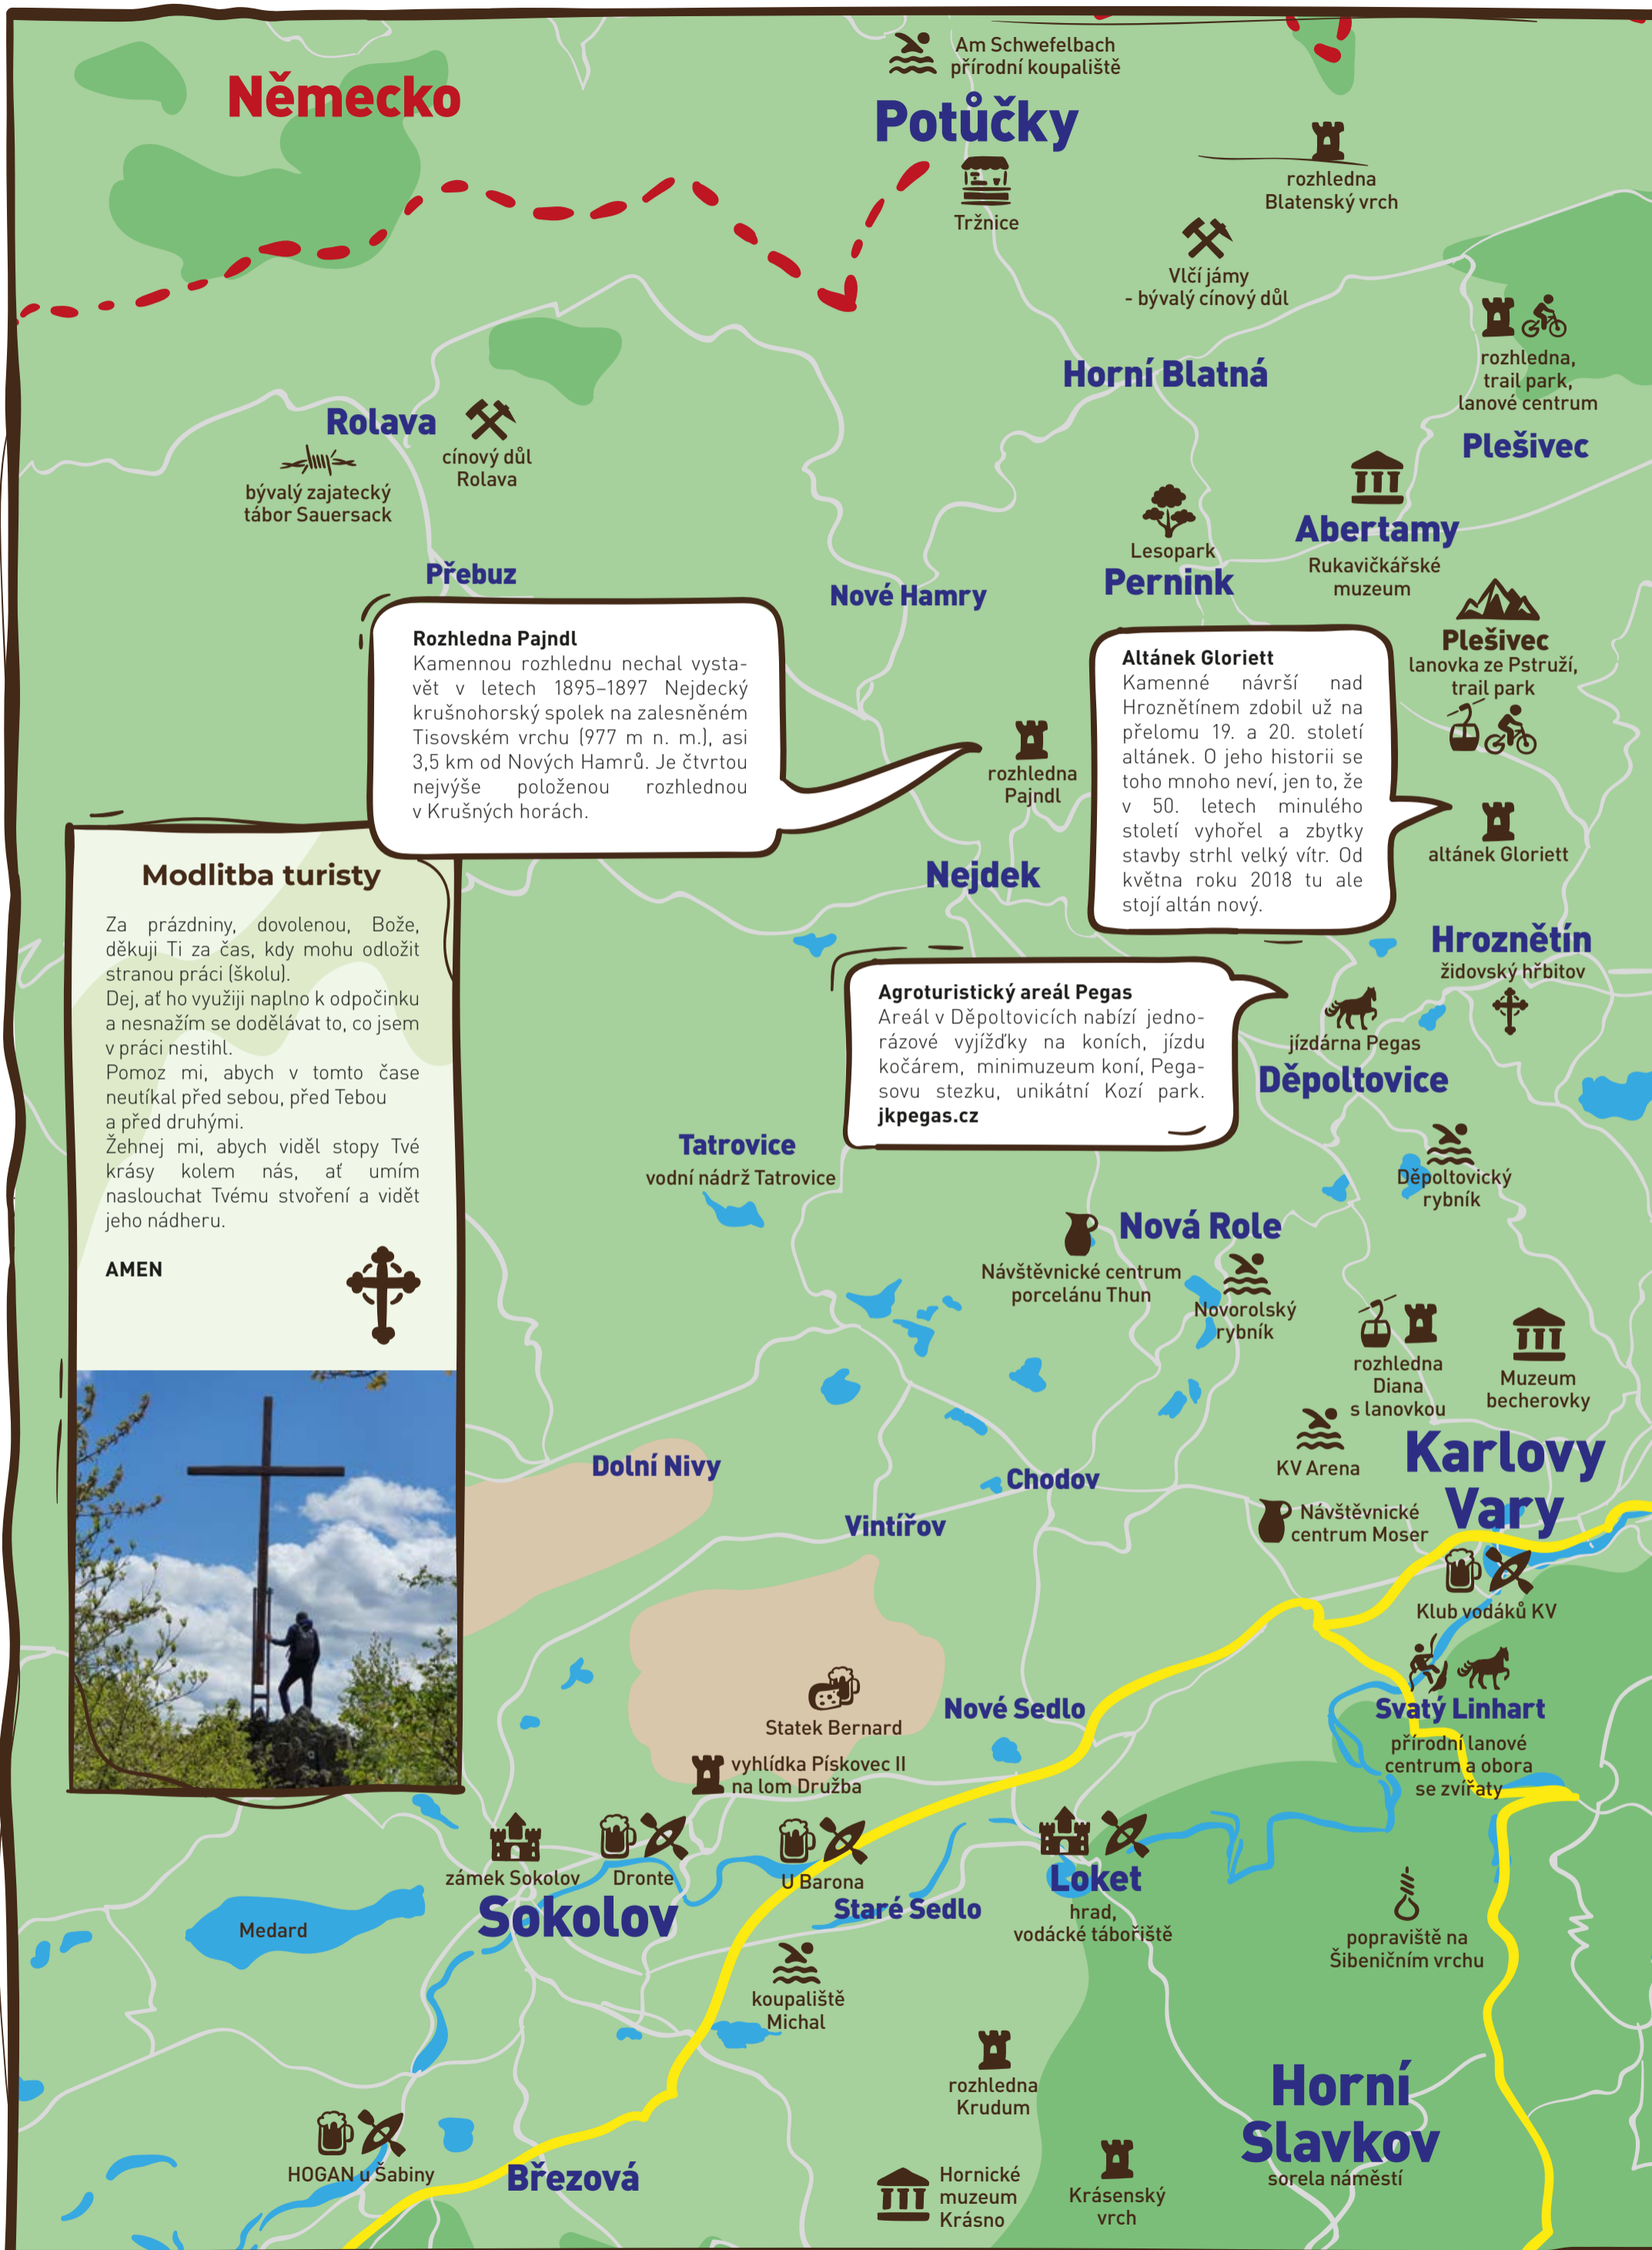 Am Schwefelbach
přírodní koupaliště
Německo
Potůčky
Tržnice
rozhledna
Blatenský vrch
Vlčí jámy
- bývalý cínový důl
rozhledna,
trail park,
lanové centrum
Plešivec
Horní Blatná
Rolava
cínový důl
Rolava
bývalý zajatecký
tábor Sauersack
Přebuz
Nové Hamry
Lesopark
Pernink
Abertamy
Rukavičkářské
muzeum
Plešivec
lanovka ze Pstruží,
trail park
Rozhledna Pajndl
Kamennou rozhlednu nechal vysta-
vět v letech 1895–1897 Nejdecký
krušnohorský spolek na zalesněném
Tisovském vrchu (977 m n. m.), asi
3,5 km od Nových Hamrů. Je čtvrtou
nejvýše položenou rozhlednou
v Krušných horách.
rozhledna
Pajndl
Altánek Gloriett
Kamenné návrší nad
Hroznětínem zdobil už na
přelomu 19. a 20. století
altánek. O jeho historii se
toho mnoho neví, jen to, že
v 50. letech minulého
století vyhořel a zbytky
stavby strhl velký vítr. Od
května roku 2018 tu ale
stojí altán nový.
altánek Gloriett
Nejdek
Hroznětín
židovský hřbitov
Modlitba turisty
Za prázdniny, dovolenou, Bože,
děkuji Ti za čas, kdy mohu odložit
stranou práci (školu).
Dej, ať ho využiji naplno k odpočinku
a nesnažím se dodělávat to, co jsem
v práci nestihl.
Pomoz mi, abych v tomto čase
neutíkal před sebou, před Tebou
a před druhými.
Žehnej mi, abych viděl stopy Tvé
krásy kolem nás, ať umím
naslouchat Tvému stvoření a vidět
jeho nádheru.
AMEN
Agroturistický areál Pegas
Areál v Děpoltovicích nabízí jedno-
rázové vyjížďky na koních, jízdu
kočárem, minimuzeum koní, Pega-
sovu stezku, unikátní Kozí park.
jkpegas.cz
jízdárna Pegas
Děpoltovice
Tatrovice
vodní nádrž Tatrovice
Děpoltovický
rybník
Nová Role
Návštěvnické centrum
porcelánu Thun
Novorolský
rybník
rozhledna
Diana
s lanovkou
Muzeum
becherovky
KV Arena
Karlovy
Vary
Dolní Nivy
Chodov
Vintířov
Návštěvnické
centrum Moser
Klub vodáků KV
Svatý Linhart
přírodní lanové
centrum a obora
se zvířaty
Nové Sedlo
Statek Bernard
vyhlídka Pískovec II
na lom Družba
zámek Sokolov
Dronte
U Barona
Sokolov
Staré Sedlo
Loket
hrad,
vodácké tábořiště
Medard
popraviště na
Šibeničním vrchu
koupaliště
Michal
rozhledna
Krudum
Horní
Slavkov
sorela náměstí
HOGAN u Šabiny
Březová
Hornické
muzeum
Krásno
Krásenský
vrch